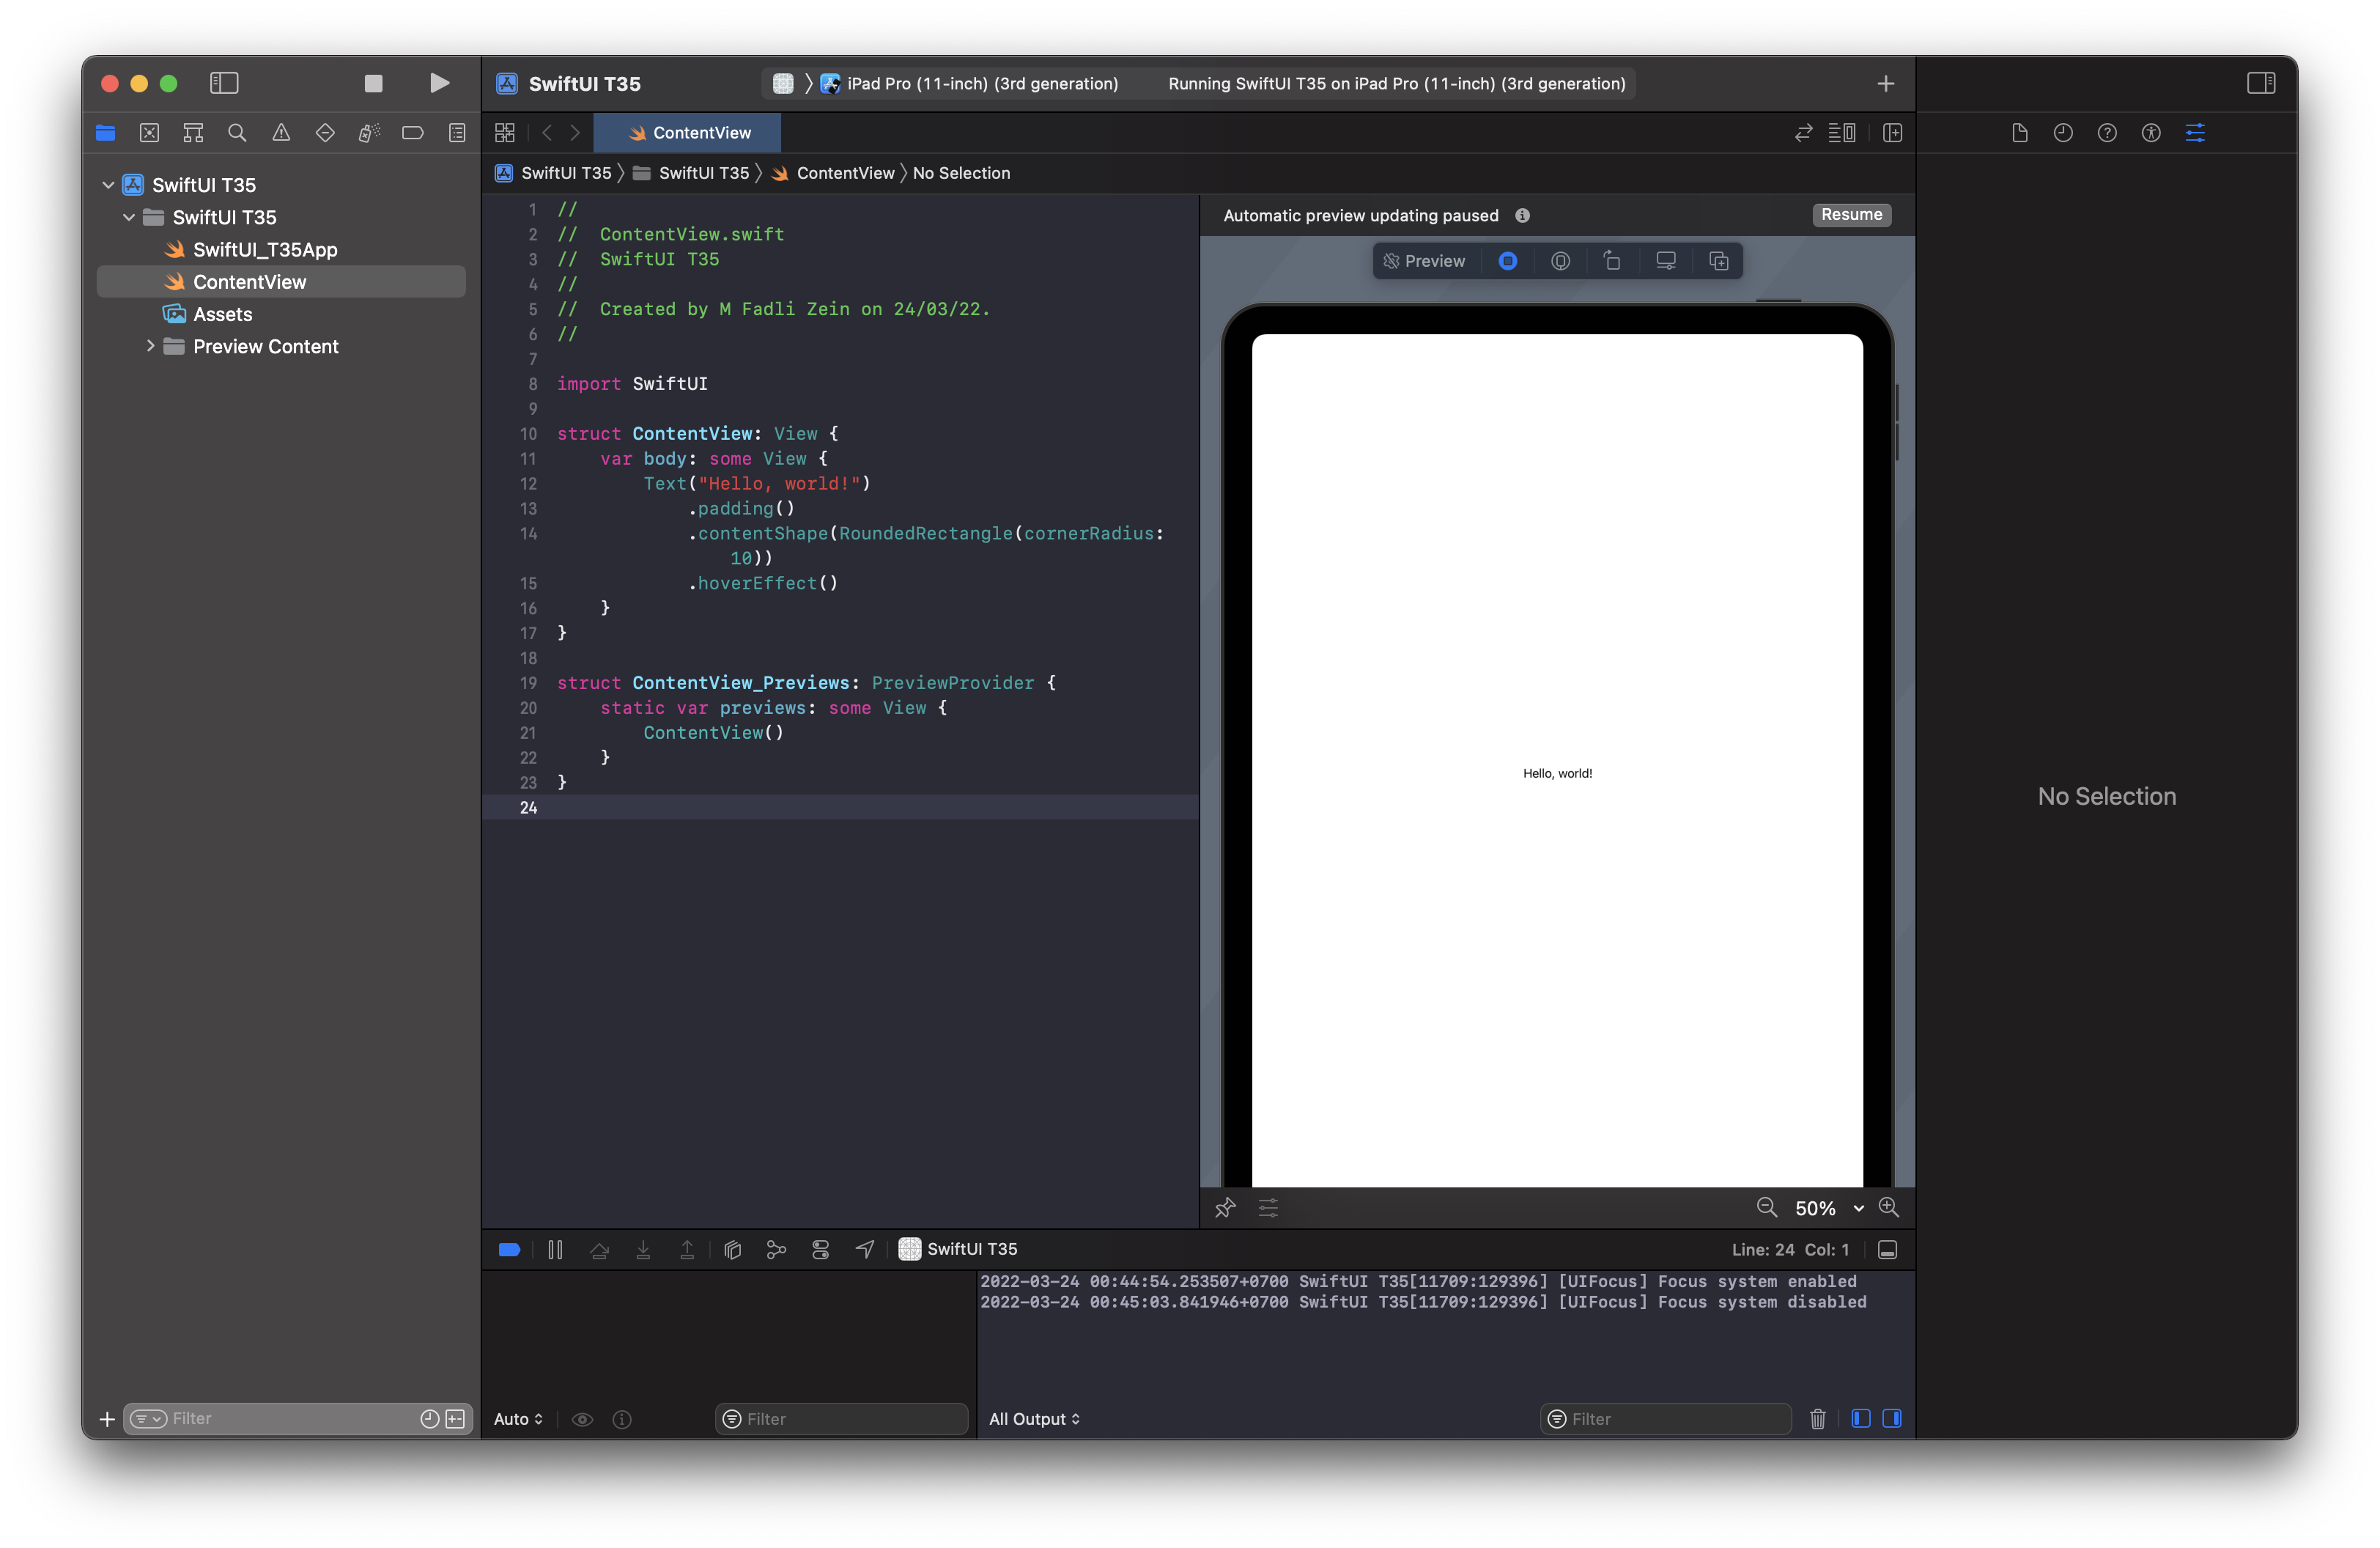 SwiftUI T35
iPad Pro (11-inch) (3rd generation)
Running SwiftUI T35 on iPad Pro (11-inch) (3rd generation)
ContentView
SwiftUI T35
SwiftUI T35
SwiftUI_T35App
ContentView
Assets
Preview Content
SwiftUI T35 〉 SwiftUI T35 〉 ContentView 〉 No Selection
1 //
2 //  ContentView.swift
3 //  SwiftUI T35
4 //
5 //  Created by M Fadli Zein on 24/03/22.
6 //
7
8 import SwiftUI
9
10 struct ContentView: View {
11     var body: some View {
12         Text("Hello, world!")
13             .padding()
14             .contentShape(RoundedRectangle(cornerRadius:
10))
15             .hoverEffect()
16     }
17 }
18
19 struct ContentView_Previews: PreviewProvider {
20     static var previews: some View {
21         ContentView()
22     }
23 }
24
Automatic preview updating paused
Resume
Preview
Hello, world!
50%
No Selection
SwiftUI T35
Line: 24 Col: 1
2022-03-24 00:44:54.253507+0700 SwiftUI T35[11709:129396] [UIFocus] Focus system enabled
2022-03-24 00:45:03.841946+0700 SwiftUI T35[11709:129396] [UIFocus] Focus system disabled
Filter
Auto
Filter
All Output
Filter